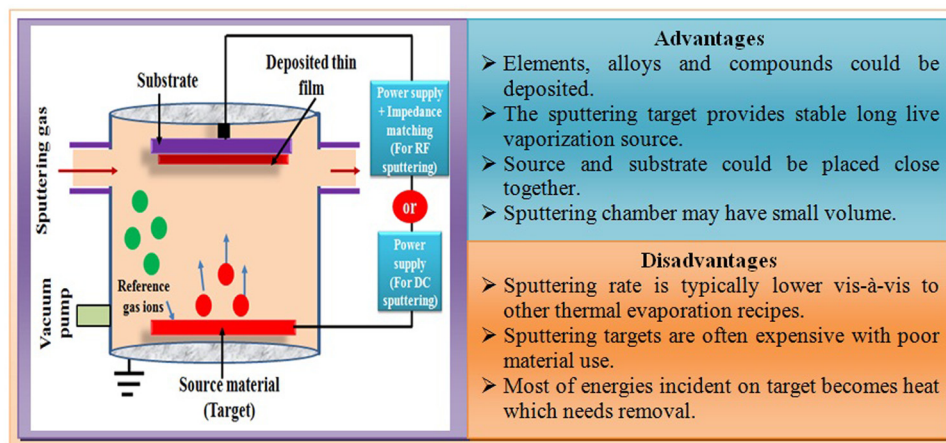 Substrate
Deposited thin
film
Sputtering gas
Power supply
+ Impedance
matching
(For RF
sputtering)
or
Power
supply
(For DC
sputtering)
Reference
gas ions
Vacuum
pump
Source material
(Target)
Advantages
➢ Elements, alloys and compounds could be
deposited.
➢ The sputtering target provides stable long live
vaporization source.
➢ Source and substrate could be placed close
together.
➢ Sputtering chamber may have small volume.
Disadvantages
➢ Sputtering rate is typically lower vis-à-vis to
other thermal evaporation recipes.
➢ Sputtering targets are often expensive with poor
material use.
➢ Most of energies incident on target becomes heat
which needs removal.